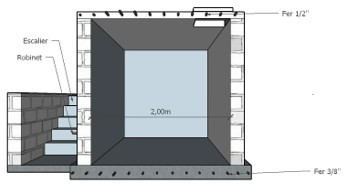 Fer 1/2"
Escalier
Robinet
2,00m
Fer 3/8"